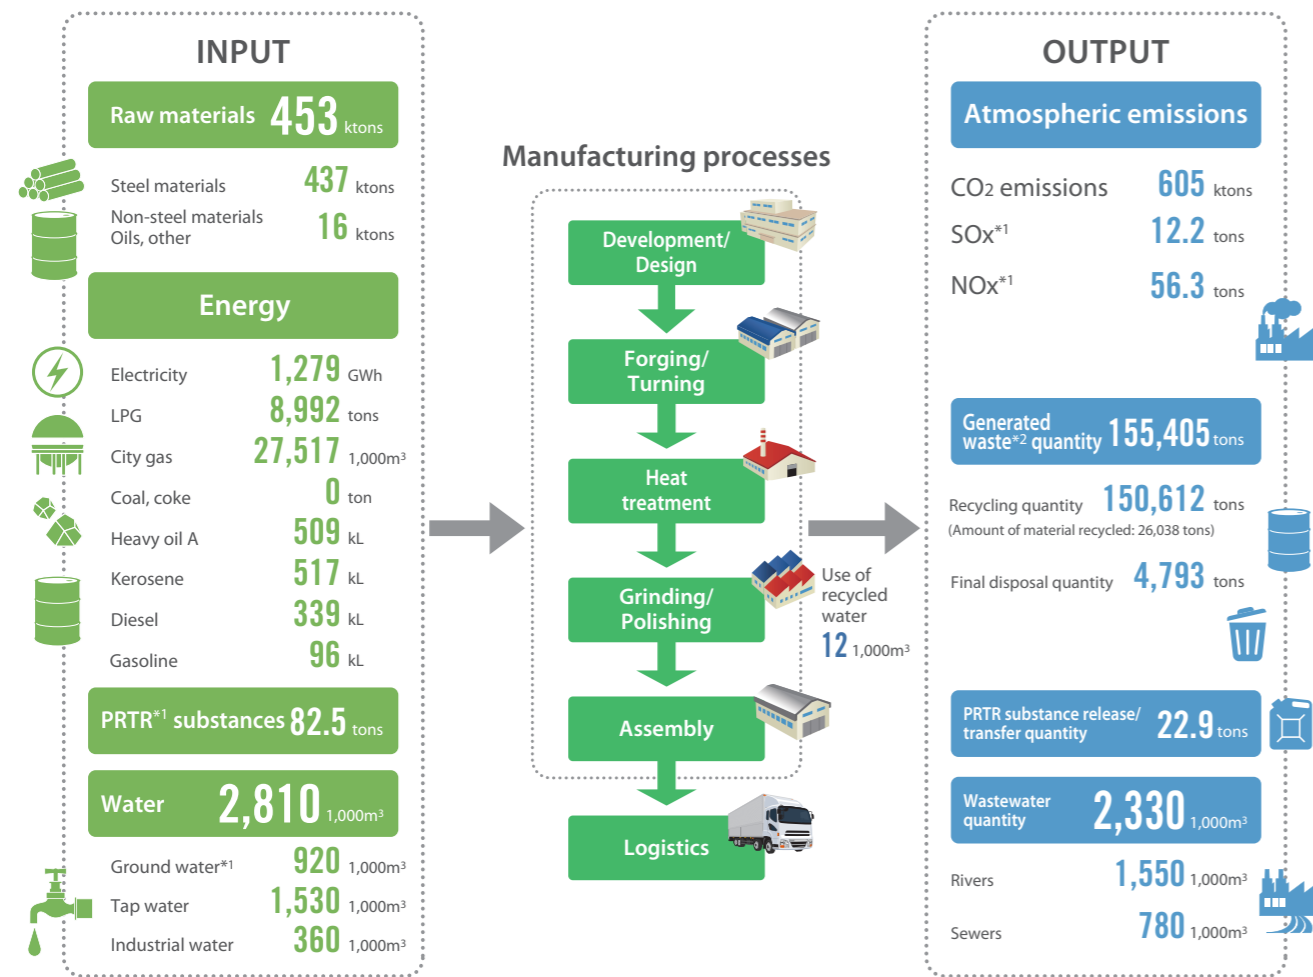 INPUT
Raw materials 453 ktons
Steel materials 437 ktons
Non-steel materials
Oils, other 16 ktons
Energy
Electricity 1,279 GWh
LPG 8,992 tons
City gas 27,517 1,000m³
Coal, coke 0 ton
Heavy oil A 509 kL
Kerosene 517 kL
Diesel 339 kL
Gasoline 96 kL
PRTR*1 substances 82.5 tons
Water 2,810 1,000m³
Ground water*1 920 1,000m³
Tap water 1,530 1,000m³
Industrial water 360 1,000m³
Manufacturing processes
Development/
Design
Forging/
Turning
Heat
treatment
Grinding/
Polishing
Use of
recycled
water
12 1,000m³
Assembly
Logistics
OUTPUT
Atmospheric emissions
CO2 emissions 605 ktons
SOx*1 12.2 tons
NOx*1 56.3 tons
Generated
waste*2 quantity 155,405 tons
Recycling quantity 150,612 tons
(Amount of material recycled: 26,038 tons)
Final disposal quantity 4,793 tons
PRTR substance release/
transfer quantity 22.9 tons
Wastewater
quantity 2,330 1,000m³
Rivers 1,550 1,000m³
Sewers 780 1,000m³